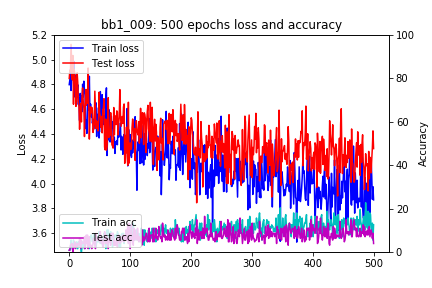 bb1_009: 500 epochs loss and accuracy
Train loss
Test loss
Train acc
Test acc
Loss
5.2
5.0
4.8
4.6
4.4
4.2
4.0
3.8
3.6
Accuracy
100
80
60
40
20
0
0 100 200 300 400 500